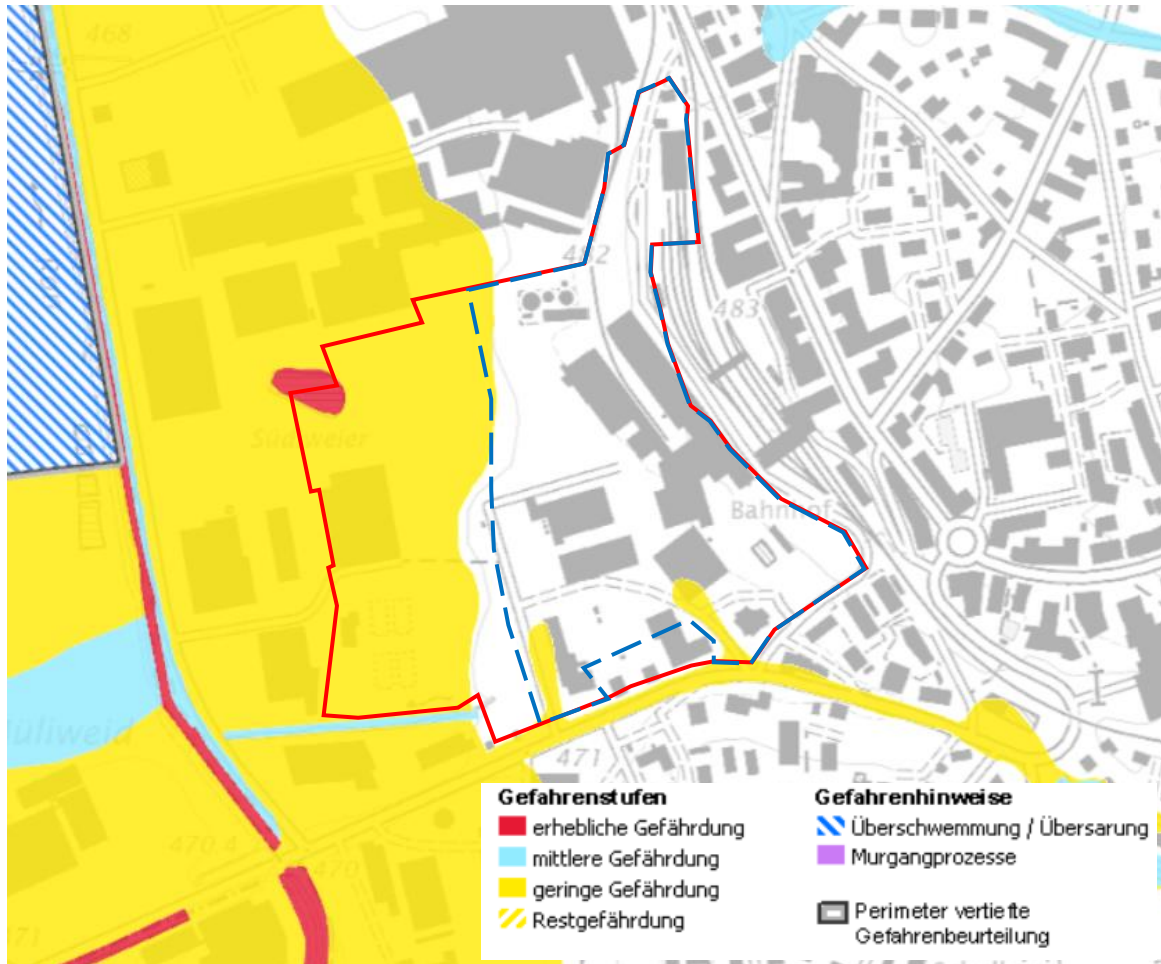 468
482
483
Südiweier
Bahnhof
471
470.4
470
Gefahrenstufen
erhebliche Gefährdung
mittlere Gefährdung
geringe Gefährdung
Restgefährdung
Gefahrenhinweise
Überschwemmung / Übersarung
Murgangprozesse
Perimeter vertiefte
Gefahrenbeurteilung